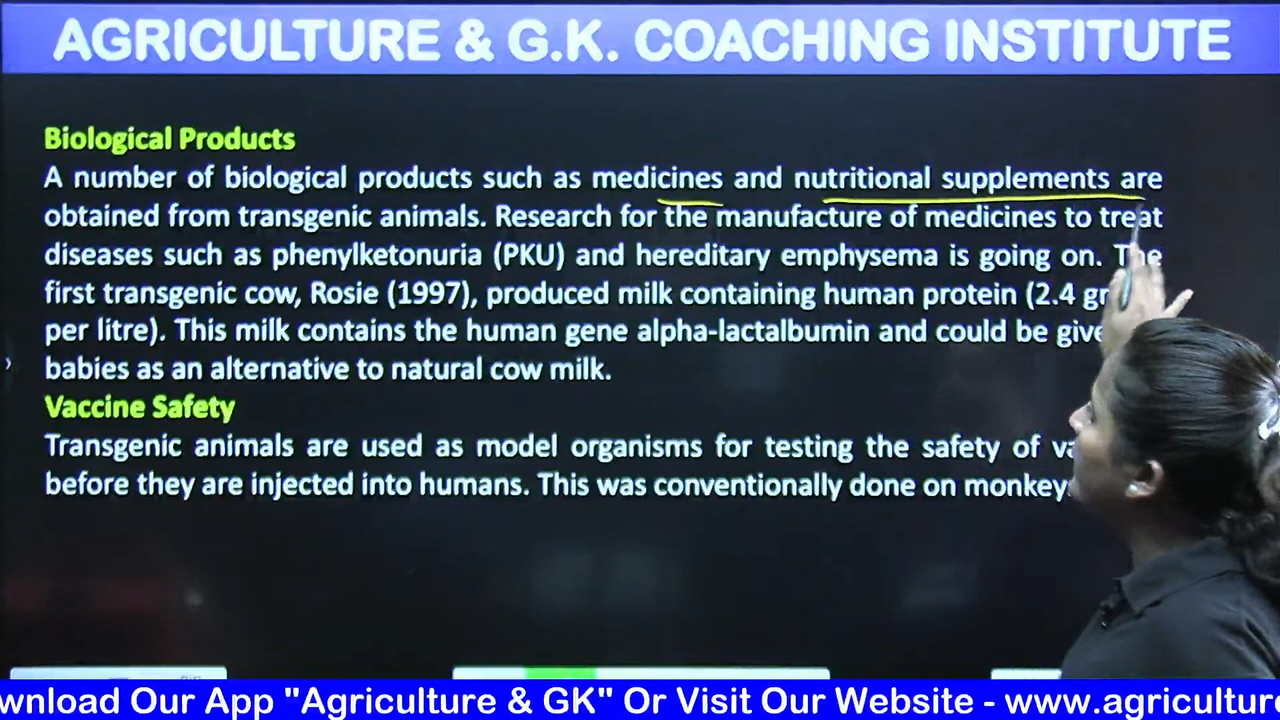 AGRICULTURE & G.K. COACHING INSTITUTE
Biological Products
A number of biological products such as medicines and nutritional supplements are
obtained from transgenic animals. Research for the manufacture of medicines to treat
diseases such as phenylketonuria (PKU) and hereditary emphysema is going on. The
first transgenic cow, Rosie (1997), produced milk containing human protein (2.4
per litre). This milk contains the human gene alpha-lactalbumin and could be
babies as an alternative to natural cow milk.
Vaccine Safety
Transgenic animals are used as model organisms for testing the safety of
before they are injected into humans. This was conventionally done on
Our App "Agriculture & GK" Or Visit Our Website -